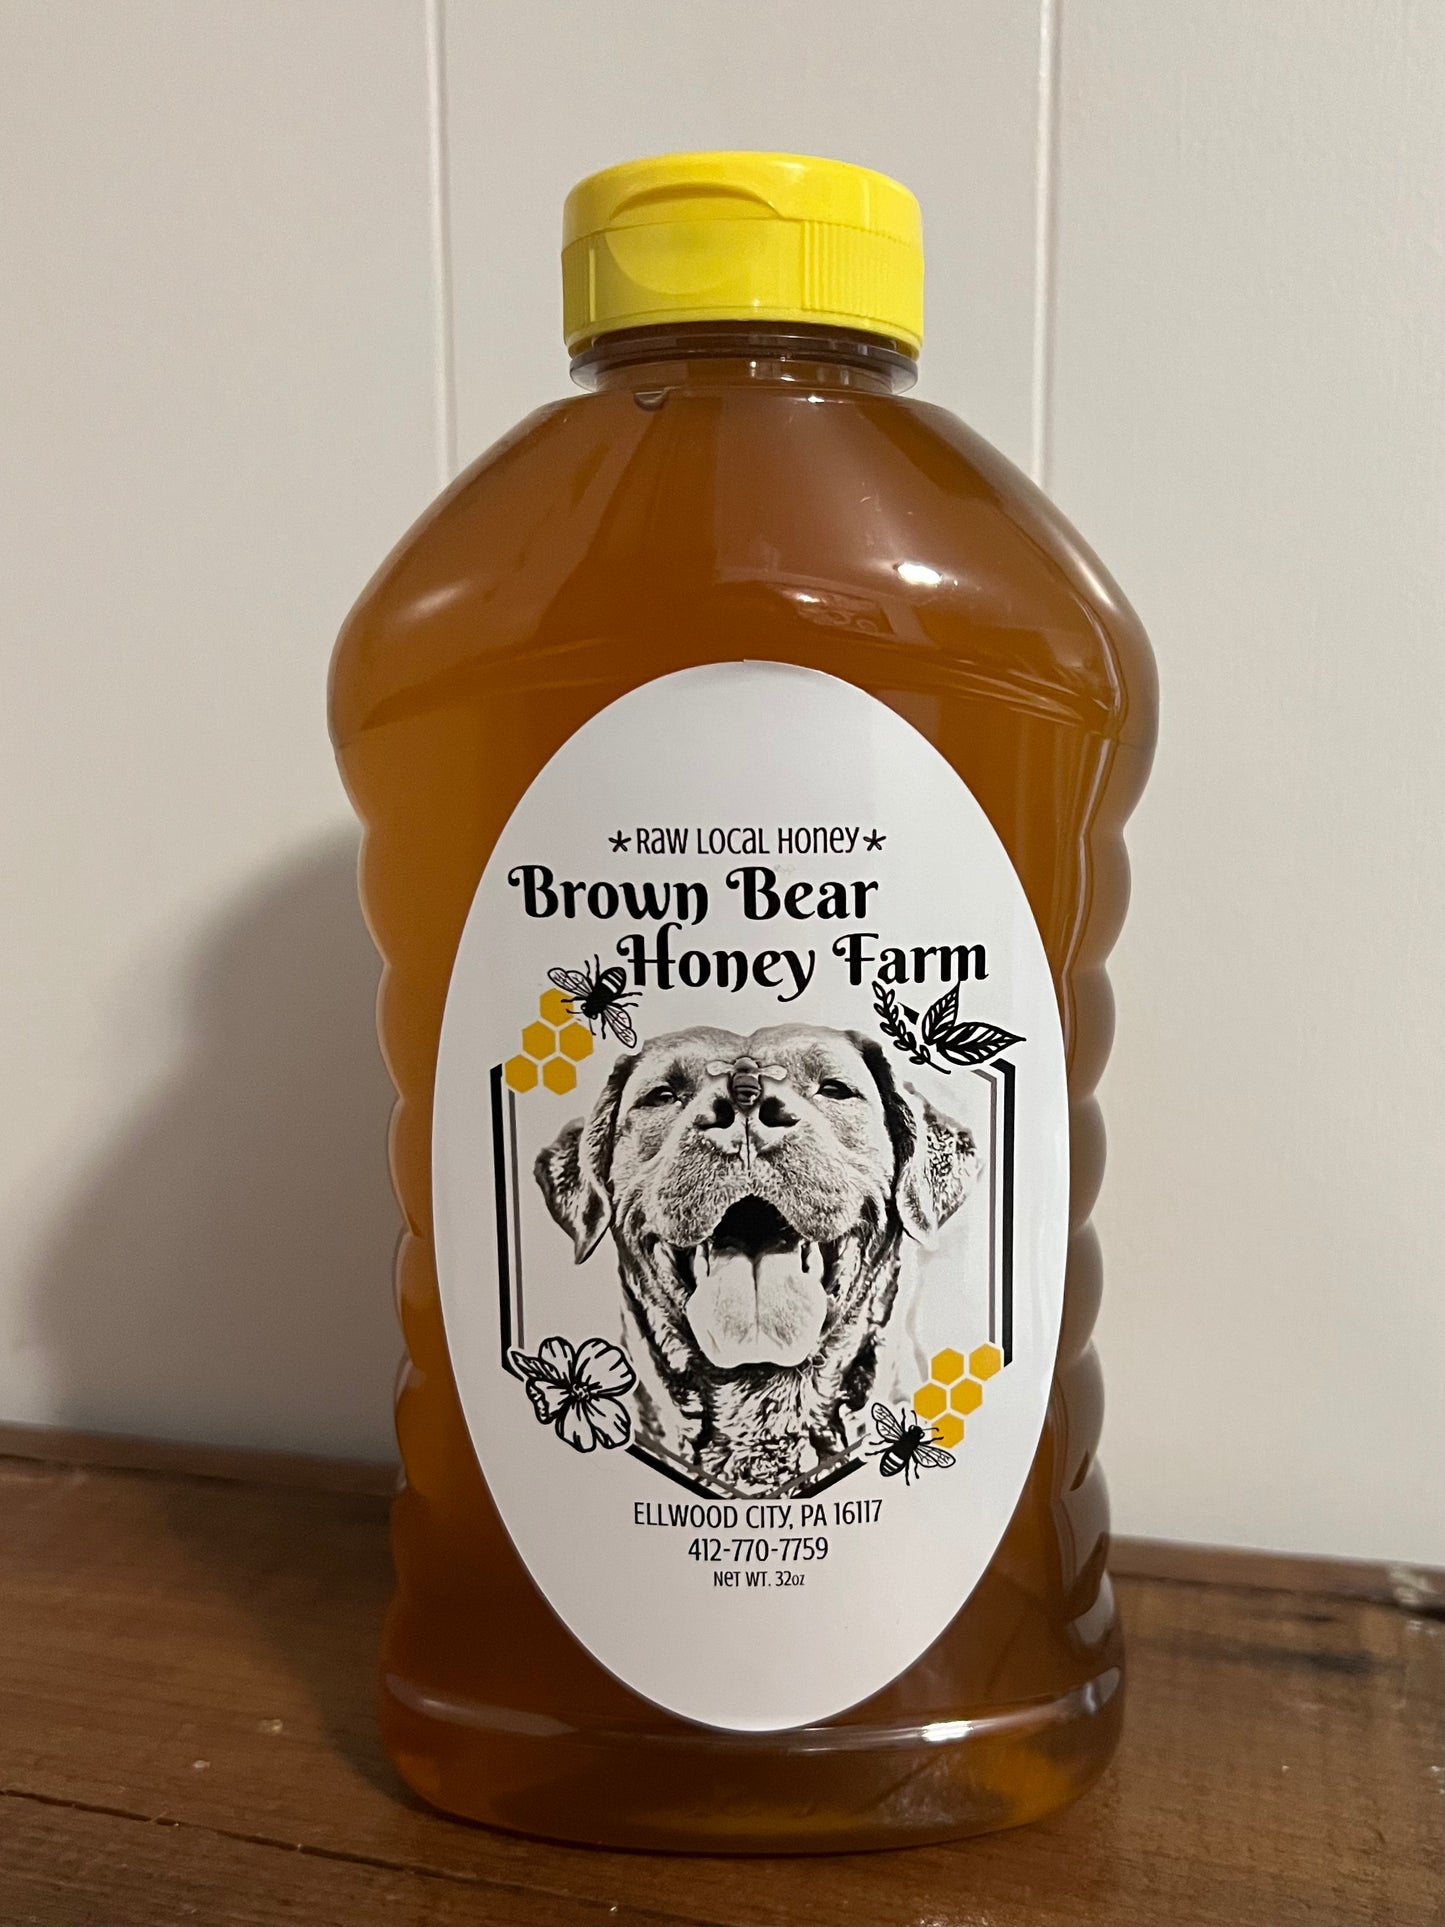 *Raw Local Honey*
Brown Bear
Honey Farm
ELLWOOD CITY, PA 16117
412-770-7759
Net WT. 32oz